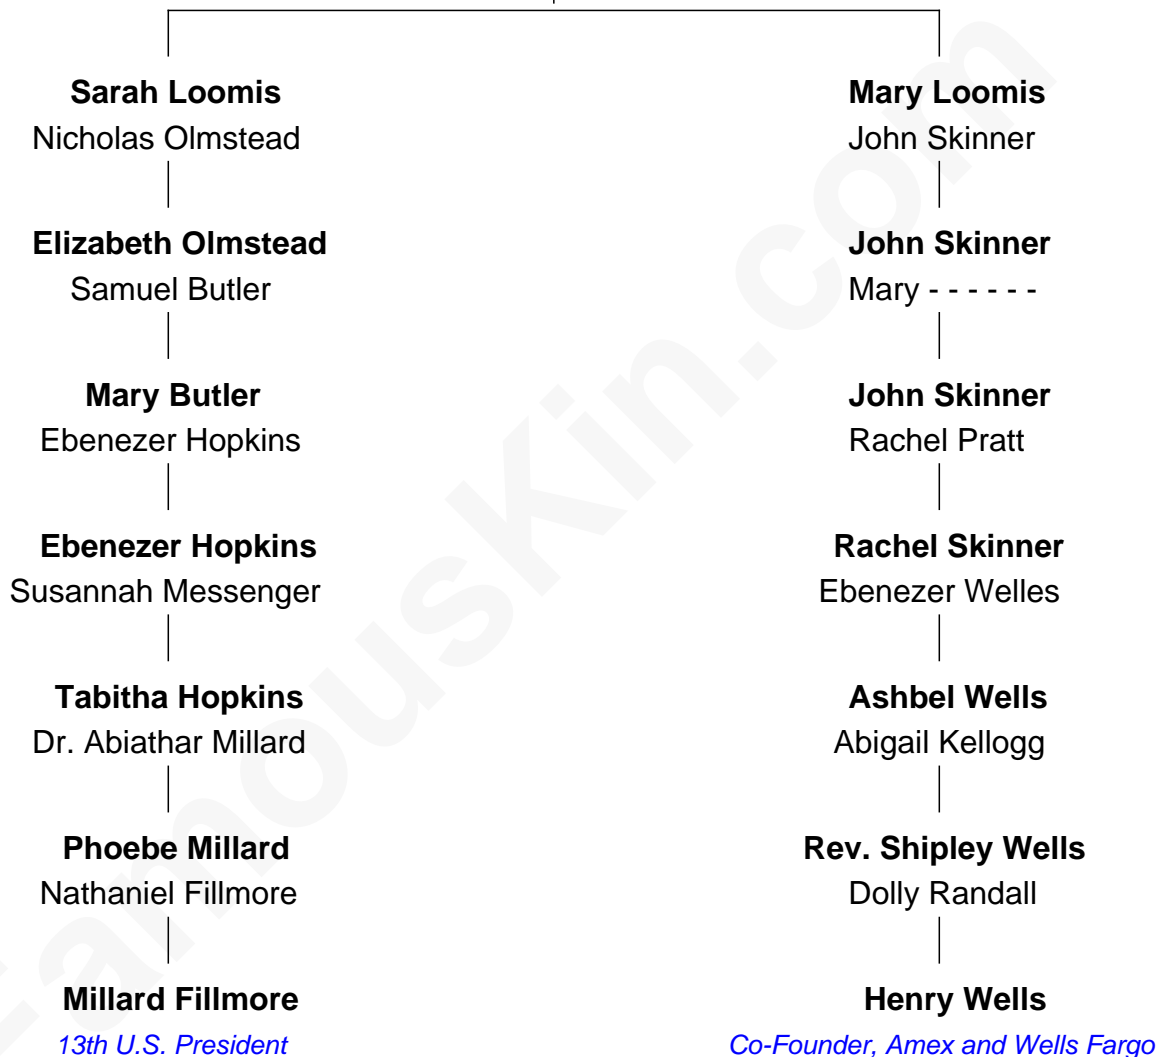 Sarah Loomis
Nicholas Olmstead
Elizabeth Olmstead
Samuel Butler
Mary Butler
Ebenezer Hopkins
Ebenezer Hopkins
Susannah Messenger
Tabitha Hopkins
Dr. Abiathar Millard
Phoebe Millard
Nathaniel Fillmore
Millard Fillmore
13th U.S. President
Mary Loomis
John Skinner
John Skinner
Mary - - - - - -
John Skinner
Rachel Pratt
Rachel Skinner
Ebenezer Welles
Ashbel Wells
Abigail Kellogg
Rev. Shipley Wells
Dolly Randall
Henry Wells
Co-Founder, Amex and Wells Fargo
FamousKin.com